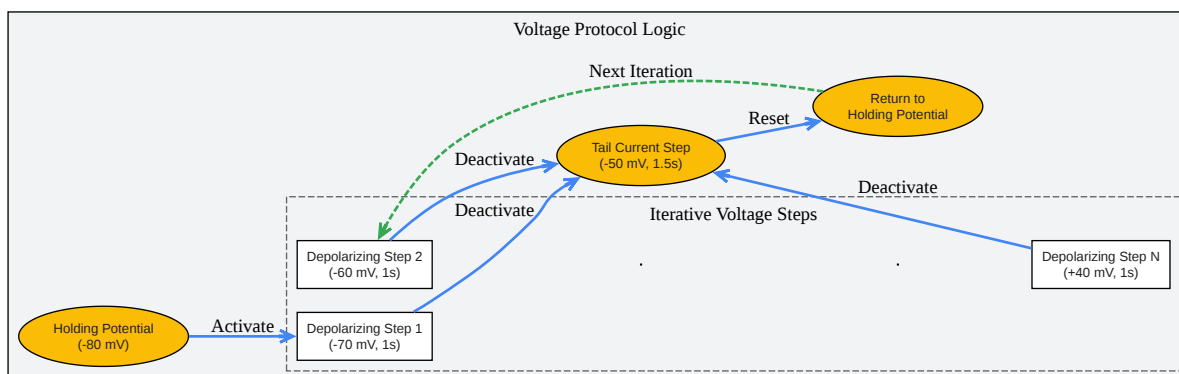 Voltage Protocol Logic
Next Iteration
Return to
Holding Potential
Reset
Tail Current Step
(-50 mV, 1.5s)
Deactivate
Deactivate
Deactivate
Iterative Voltage Steps
Depolarizing Step 2
(-60 mV, 1s)
.
.
Depolarizing Step N
(+40 mV, 1s)
Holding Potential
(-80 mV)
Activate
Depolarizing Step 1
(-70 mV, 1s)